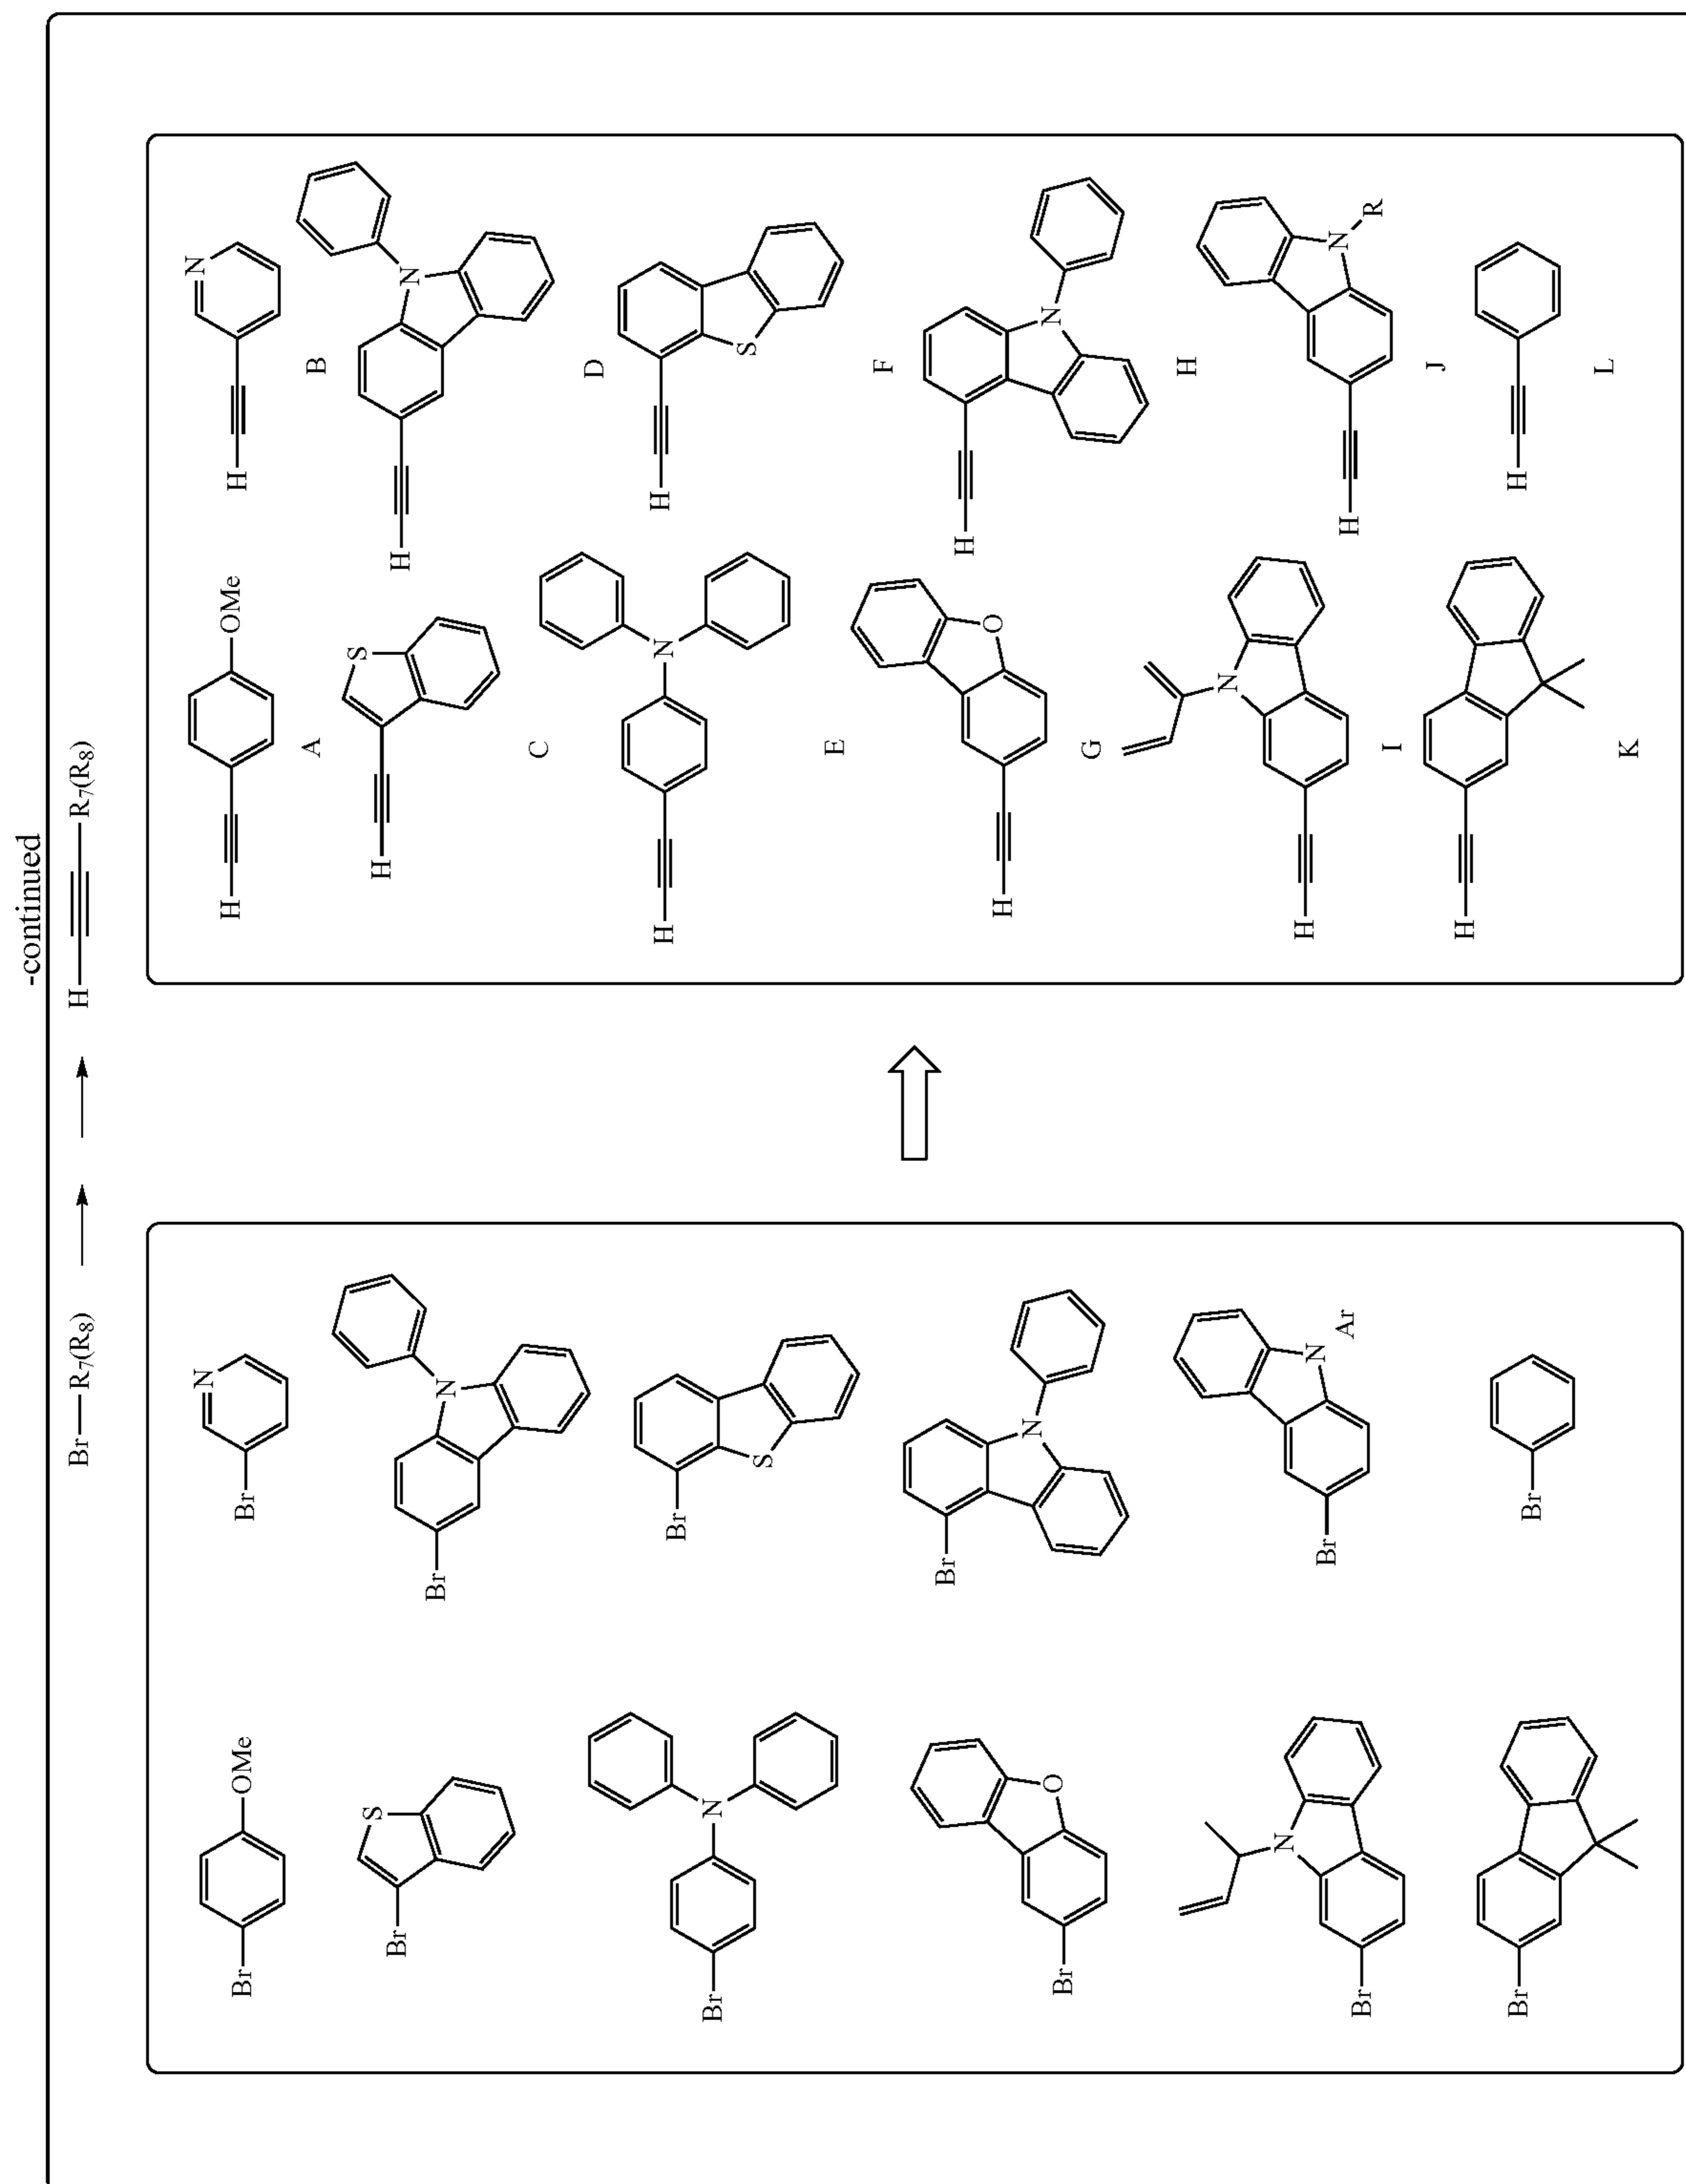 -continued
Br—R₇(R₈) → → H≡R₇(R₈)
Br OMe Br N
Br S Br N
Br N Br S
Br O Br N
Br N Br N Ar
Br Br
H OMe H N
A B
H S H N
C D
H N H S
E F
H O H N
G H
H N H N R
I J
H H
K L